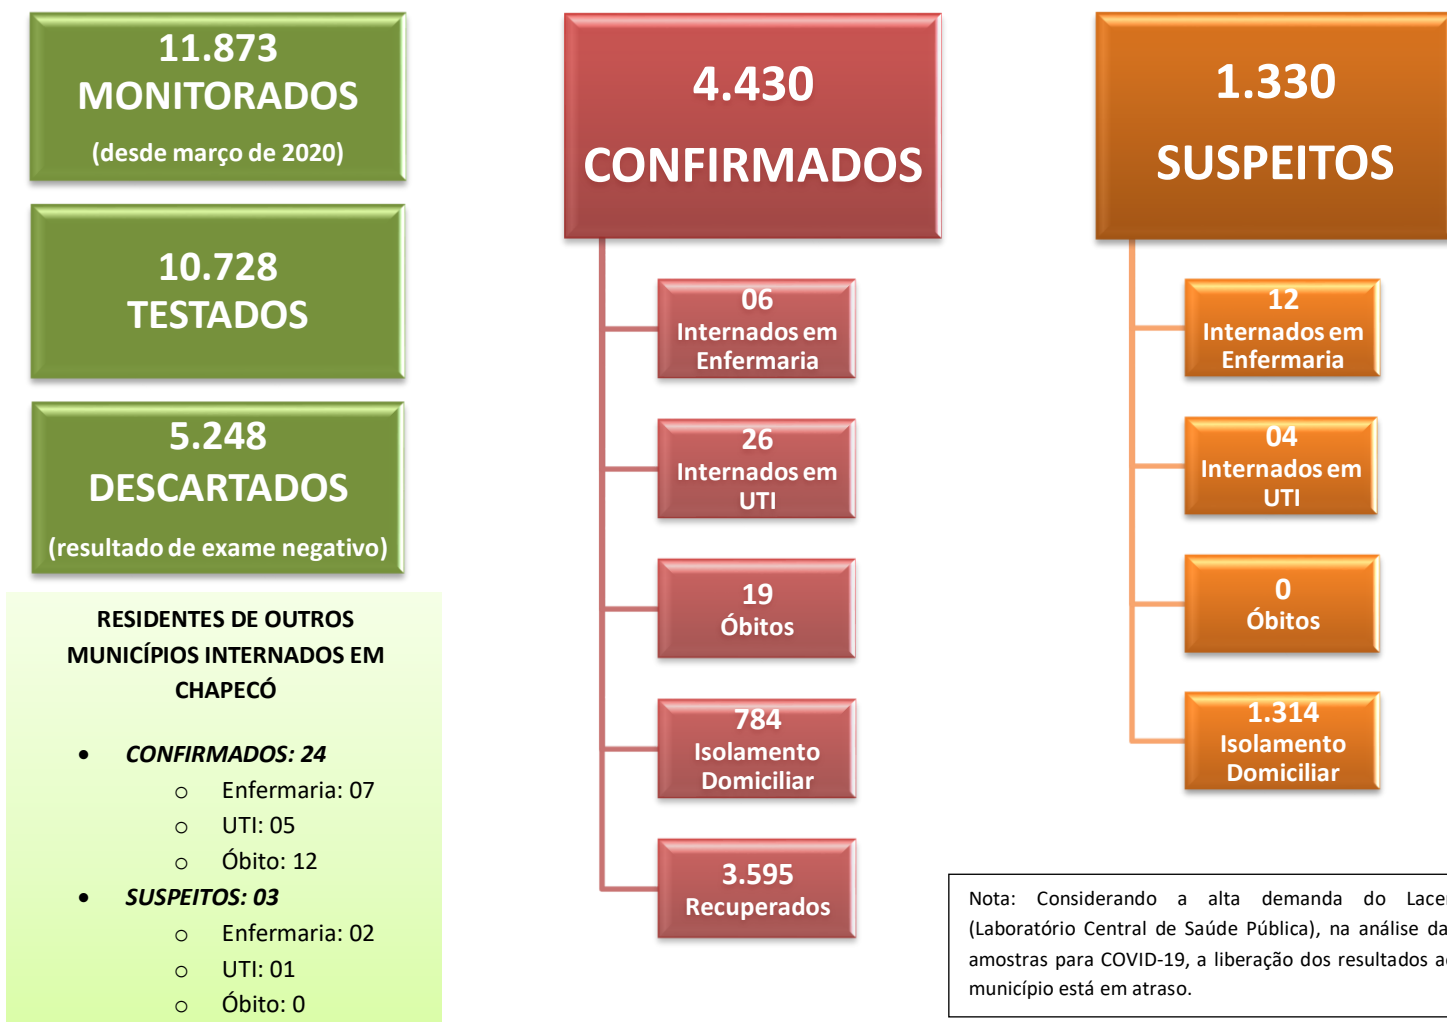 11.873
MONITORADOS
(desde março de 2020)
10.728
TESTADOS
5.248
DESCARTADOS
(resultado de exame negativo)
RESIDENTES DE OUTROS
MUNICÍPIOS INTERNADOS EM
CHAPECÓ
• CONFIRMADOS: 24
o Enfermaria: 07
o UTI: 05
o Óbito: 12
• SUSPEITOS: 03
o Enfermaria: 02
o UTI: 01
o Óbito: 0
4.430
CONFIRMADOS
06
Internados em
Enfermaria
26
Internados em
UTI
19
Óbitos
784
Isolamento
Domiciliar
3.595
Recuperados
1.330
SUSPEITOS
12
Internados em
Enfermaria
04
Internados em
UTI
0
Óbitos
1.314
Isolamento
Domiciliar
Nota: Considerando a alta demanda do Lacen
(Laboratório Central de Saúde Pública), na análise da
amostras para COVID-19, a liberação dos resultados a
município está em atraso.